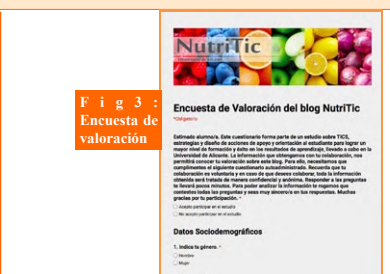 NutriTic
Fig 3 :
Encuesta de
valoración
Encuesta de Valoración del blog NutriTic
*Obligatorio
Estimado alumno/a. Este cuestionario forma parte de un estudio sobre TICS,
estrategias y diseño de acciones de apoyo y orientación al estudiante para lograr un
mayor nivel de formación y éxito en los resultados de aprendizaje, llevado a cabo en la
Universidad de Alicante. La información que obtengamos con tu colaboración, nos
permitirá conocer tu valoración sobre este blog. Para ello, necesitamos que
cumplimentes el siguiente cuestionario autoadministrado. Recuerda que tu
colaboración es voluntaria y en caso de que desees colaborar, toda la información
obtenida será tratada de manera confidencial y anónima. Responder a las preguntas
te llevará pocos minutos. Para poder analizar la información te rogamos que
contestes todas las preguntas y seas muy sincero/a en tus respuestas. Muchas
gracias por tu participación. *
Acepto participar en el estudio
No acepto participar en el estudio
Datos Sociodemográficos
1. Indica tu género. *
Hombre
Mujer